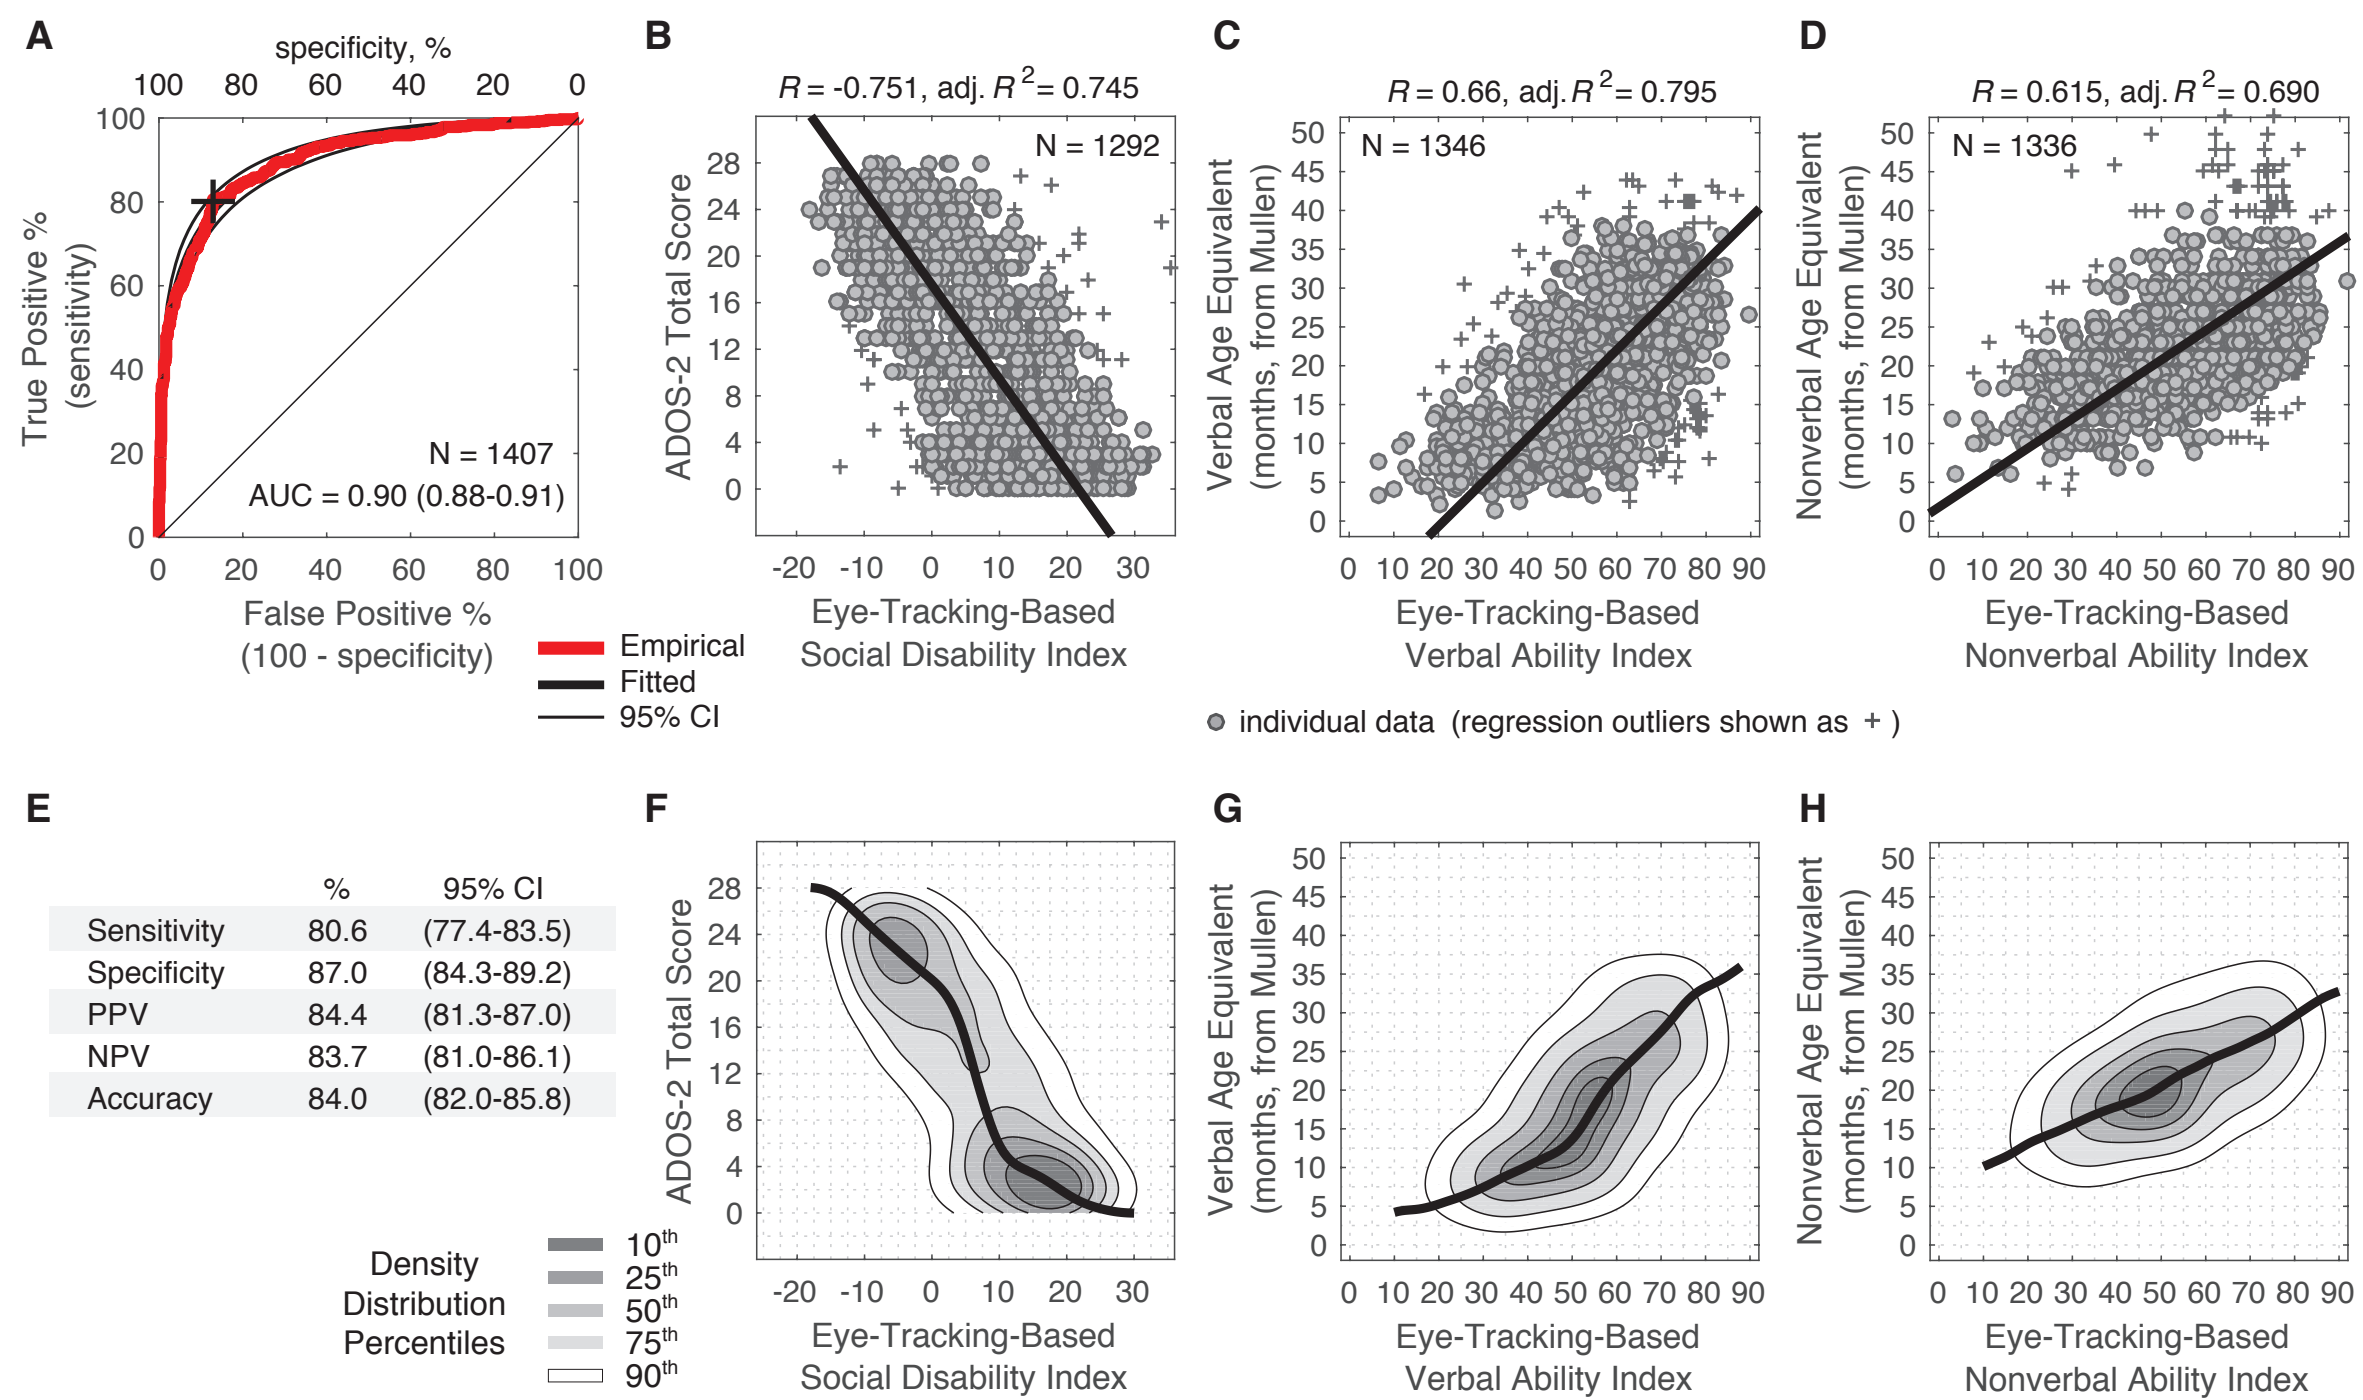 A
specificity, %
100 80 60 40 20 0
True Positive %
(sensitivity)
100
80
60
40
20
0
N = 1407
AUC = 0.90 (0.88-0.91)
0 20 40 60 80 100
False Positive %
(100 - specificity)
Empirical
Fitted
95% CI
B
R = -0.751, adj. R² = 0.745
N = 1292
ADOS-2 Total Score
28
24
20
16
12
8
4
0
-20 -10 0 10 20 30
Eye-Tracking-Based
Social Disability Index
C
R = 0.66, adj. R² = 0.795
N = 1346
Verbal Age Equivalent
(months, from Mullen)
50
45
40
35
30
25
20
15
10
5
0
0 10 20 30 40 50 60 70 80 90
Eye-Tracking-Based
Verbal Ability Index
D
R = 0.615, adj. R² = 0.690
N = 1336
Nonverbal Age Equivalent
(months, from Mullen)
50
45
40
35
30
25
20
15
10
5
0
0 10 20 30 40 50 60 70 80 90
Eye-Tracking-Based
Nonverbal Ability Index
individual data (regression outliers shown as + )
E
% 95% CI
Sensitivity 80.6 (77.4-83.5)
Specificity 87.0 (84.3-89.2)
PPV 84.4 (81.3-87.0)
NPV 83.7 (81.0-86.1)
Accuracy 84.0 (82.0-85.8)
Density
Distribution
Percentiles
10th
25th
50th
75th
90th
F
ADOS-2 Total Score
28
24
20
16
12
8
4
0
-20 -10 0 10 20 30
Eye-Tracking-Based
Social Disability Index
G
Verbal Age Equivalent
(months, from Mullen)
50
45
40
35
30
25
20
15
10
5
0
0 10 20 30 40 50 60 70 80 90
Eye-Tracking-Based
Verbal Ability Index
H
Nonverbal Age Equivalent
(months, from Mullen)
50
45
40
35
30
25
20
15
10
5
0
0 10 20 30 40 50 60 70 80 90
Eye-Tracking-Based
Nonverbal Ability Index